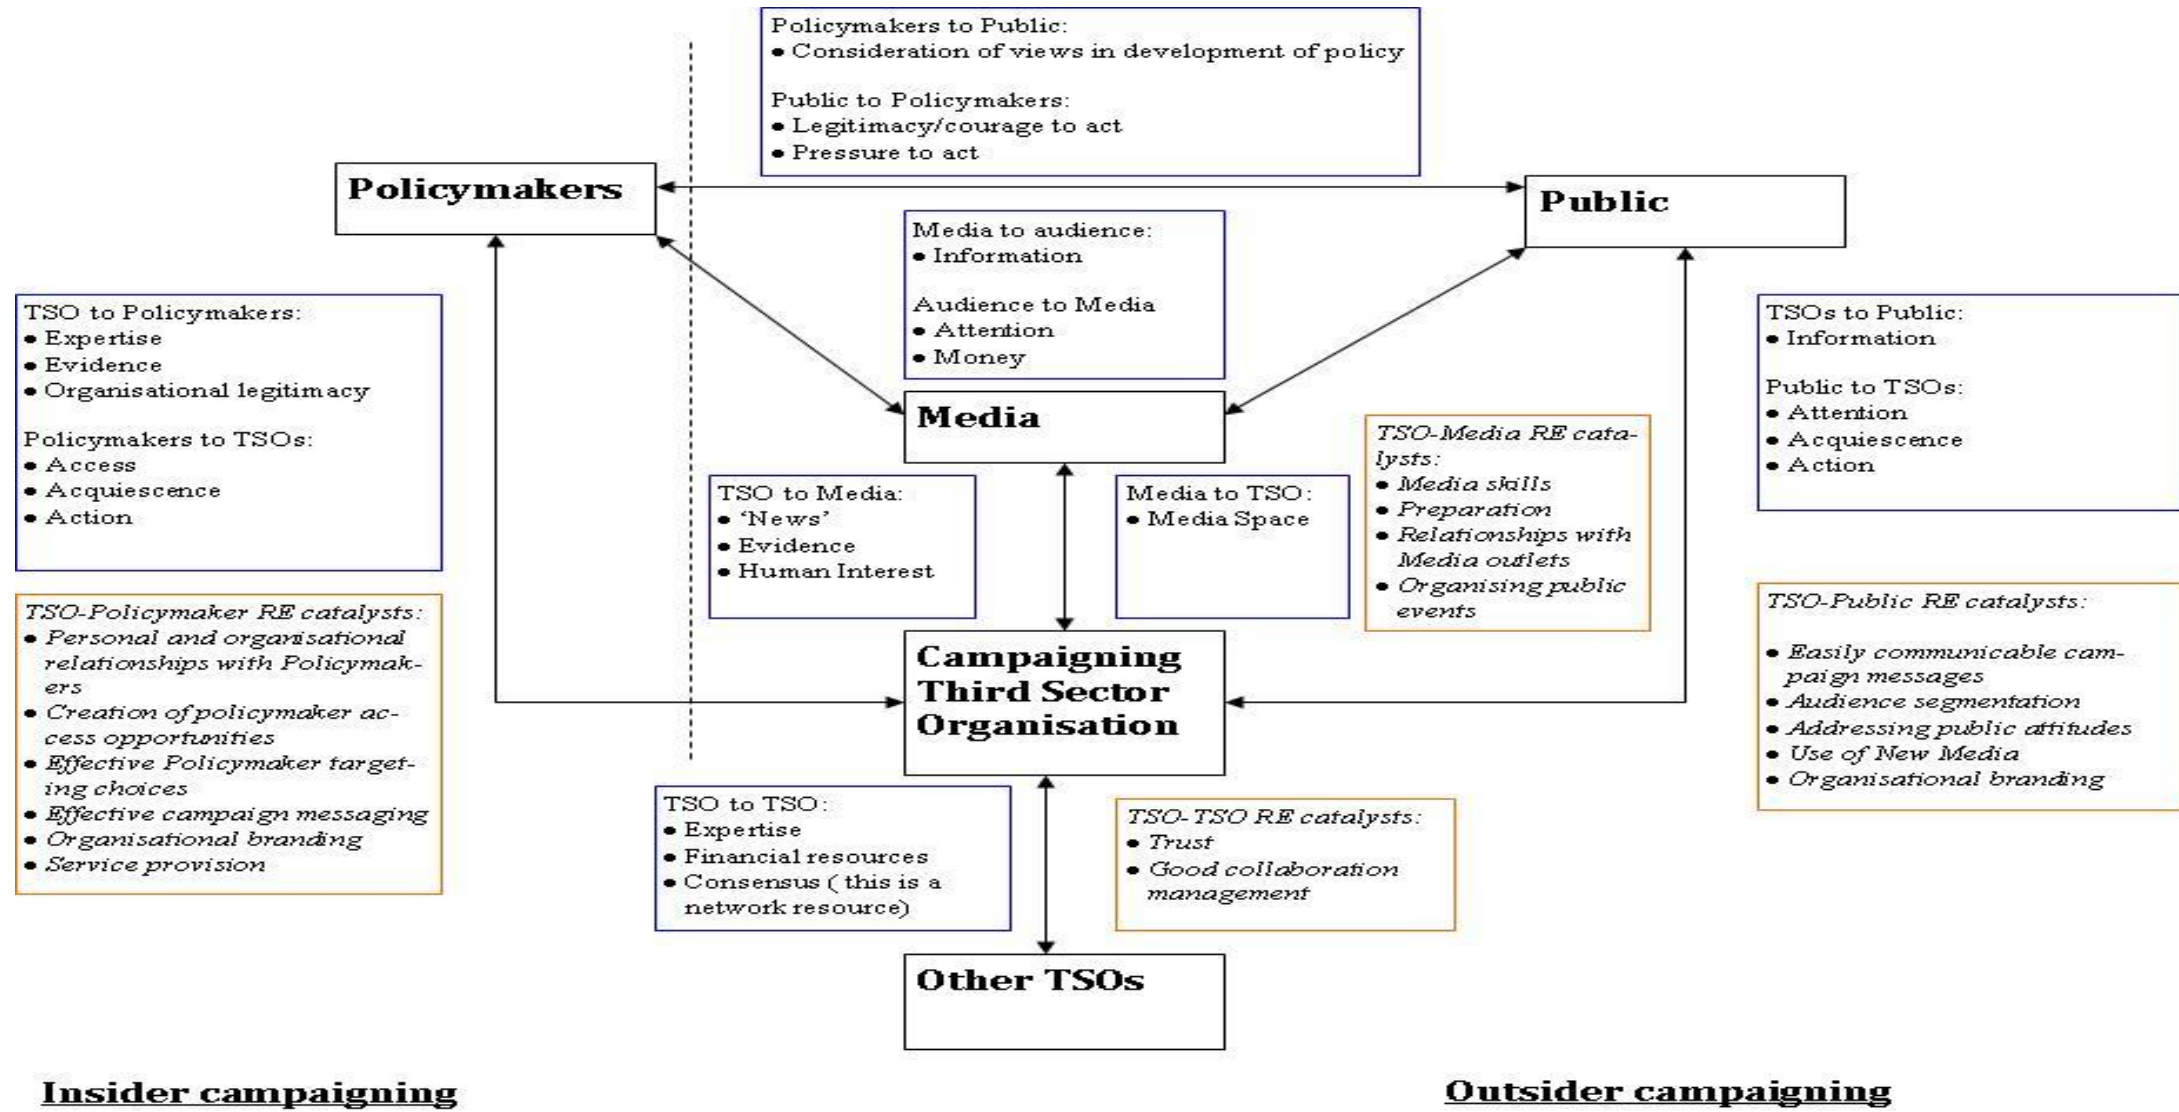 Policymakers to Public:
• Consideration of views in development of policy
Public to Policymakers:
• Legitimacy/courage to act
• Pressure to act
Policymakers
Public
Media to audience:
• Information
Audience to Media
• Attention
• Money
TSO to Policymakers:
• Expertise
• Evidence
• Organisational legitimacy
Policymakers to TSOs:
• Access
• Acquiescence
• Action
TSOs to Public:
• Information
Public to TSOs:
• Attention
• Acquiescence
• Action
Media
TSO to Media:
• ‘News’
• Evidence
• Human Interest
Media to TSO:
• Media Space
TSO-Media RE cata-
lysts:
• Media skills
• Preparation
• Relationships with
Media outlets
• Organising public
events
TSO-Policymaker RE catalysts:
• Personal and organisational
relationships with Policymak-
ers
• Creation of policymaker ac-
cess opportunities
• Effective Policymaker target-
ing choices
• Effective campaign messaging
• Organisational branding
• Service provision
Campaigning
Third Sector
Organisation
TSO-Public RE catalysts:
• Easily communicable cam-
paign messages
• Audience segmentation
• Addressing public attitudes
• Use of New Media
• Organisational branding
TSO to TSO:
• Expertise
• Financial resources
• Consensus ( this is a
network resource)
TSO-TSO RE catalysts:
• Trust
• Good collaboration
management
Other TSOs
Insider campaigning
Outsider campaigning